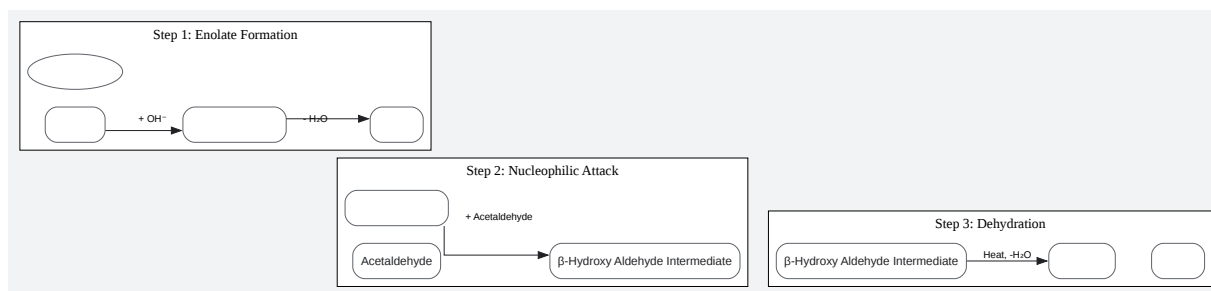 Step 1: Enolate Formation
+ OH⁻
- H₂O
Step 2: Nucleophilic Attack
+ Acetaldehyde
Acetaldehyde
β-Hydroxy Aldehyde Intermediate
Step 3: Dehydration
β-Hydroxy Aldehyde Intermediate
Heat, -H₂O